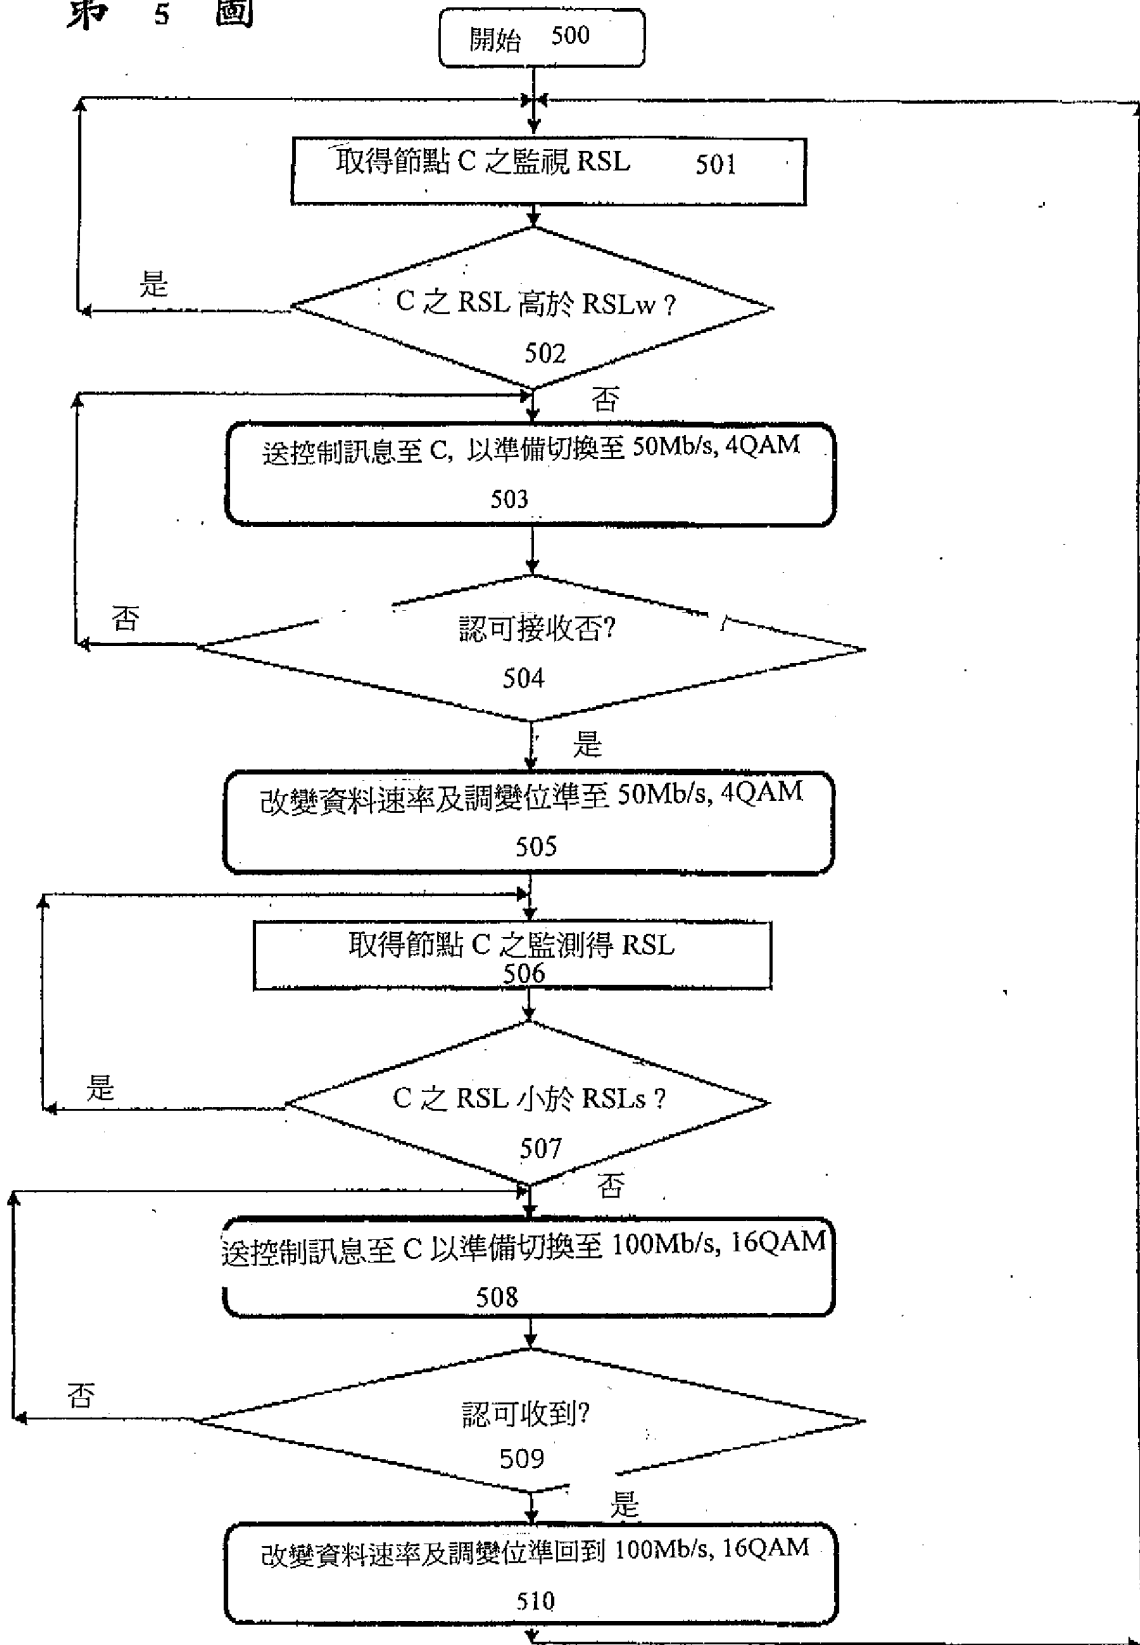 第 5 圖
開始 500
取得節點 C 之監視 RSL 501
是
C 之 RSL 高於 RSLw ?
502
否
送控制訊息至 C, 以準備切換至 50Mb/s, 4QAM
503
否
認可接收否?
504
是
改變資料速率及調變位準至 50Mb/s, 4QAM
505
取得節點 C 之監測得 RSL
506
是
C 之 RSL 小於 RSLs ?
507
否
送控制訊息至 C 以準備切換至 100Mb/s, 16QAM
508
否
認可收到?
509
是
改變資料速率及調變位準回到 100Mb/s, 16QAM
510